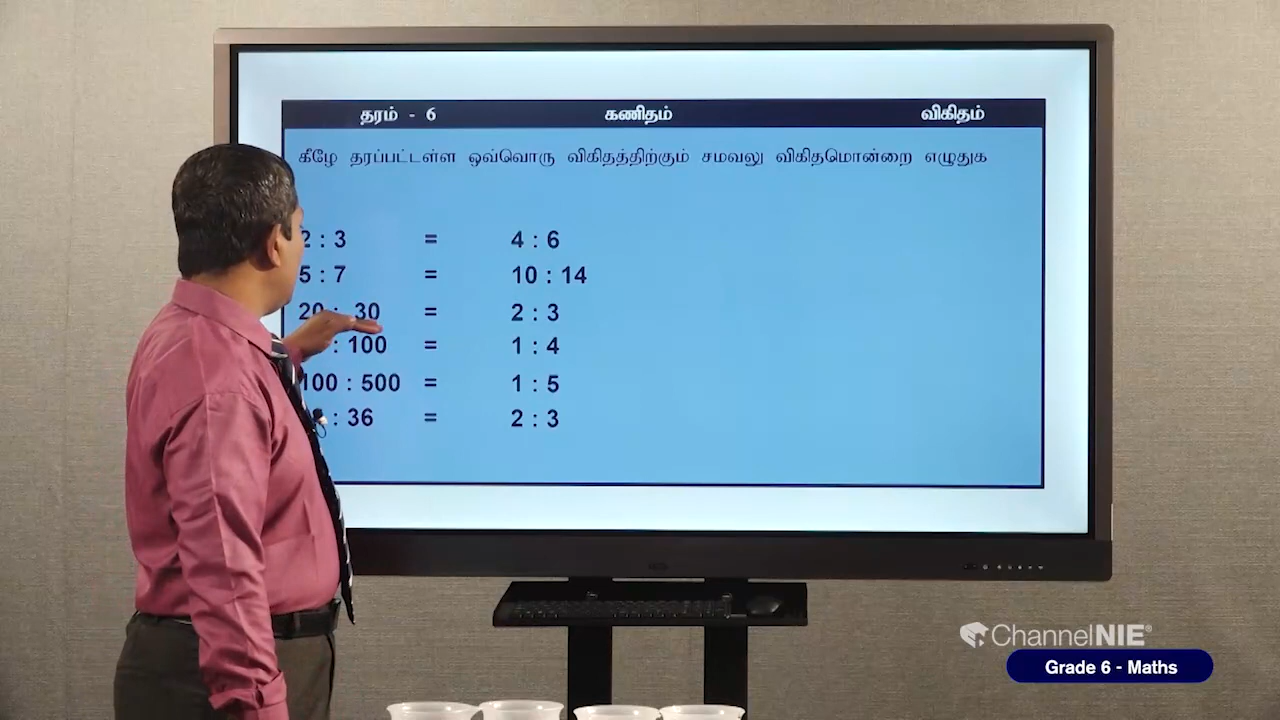 தரம் - 6 கணிதம் விகிதம்
கீழே தரப்பட்டள்ள ஒவ்வொரு விகிதத்திற்கும் சமவலு விகிதமொன்றை எழுதுக
2 : 3 = 4 : 6
5 : 7 = 10 : 14
20 : 30 = 2 : 3
: 100 = 1 : 4
100 : 500 = 1 : 5
: 36 = 2 : 3
ChannelNIE®
Grade 6 - Maths